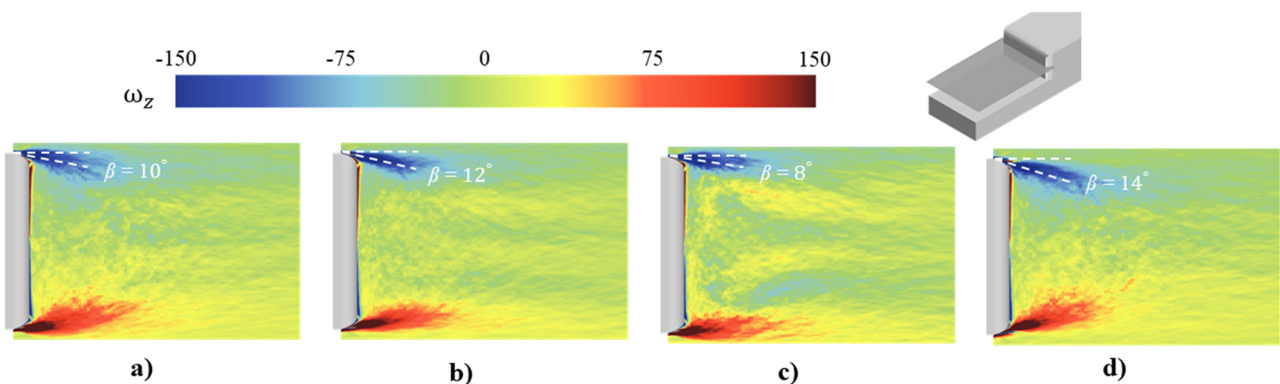 -150 -75 0 75 150
ω_z
β = 10°
β = 12°
β = 8°
β = 14°
a) b) c) d)